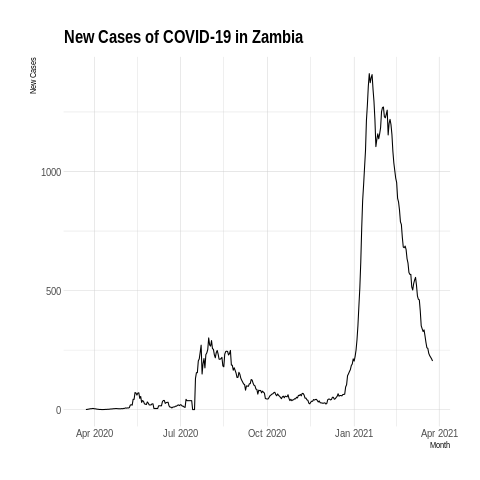 New Cases of COVID-19 in Zambia
New Cases
1000
500
0
Apr 2020 Jul 2020 Oct 2020 Jan 2021 Apr 2021
Month